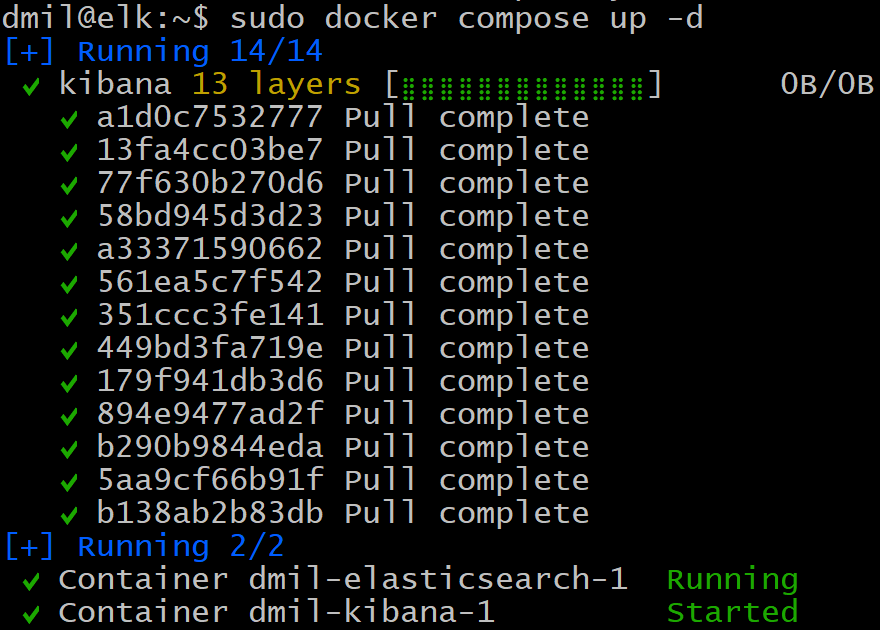 dmil@elk:~$ sudo docker compose up -d
[+] Running 14/14
✔ kibana 13 layers [⣿⣿⣿⣿⣿⣿⣿⣿⣿⣿⣿⣿⣿] 0B/0B
✔ a1d0c7532777 Pull complete
✔ 13fa4cc03be7 Pull complete
✔ 77f630b270d6 Pull complete
✔ 58bd945d3d23 Pull complete
✔ a33371590662 Pull complete
✔ 561ea5c7f542 Pull complete
✔ 351ccc3fe141 Pull complete
✔ 449bd3fa719e Pull complete
✔ 179f941db3d6 Pull complete
✔ 894e9477ad2f Pull complete
✔ b290b9844eda Pull complete
✔ 5aa9cf66b91f Pull complete
✔ b138ab2b83db Pull complete
[+] Running 2/2
✔ Container dmil-elasticsearch-1 Running
✔ Container dmil-kibana-1 Started